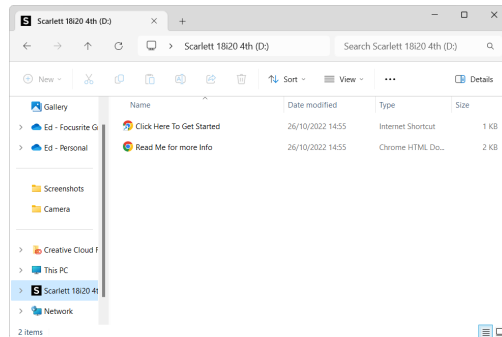 S Scarlett 18i20 4th (D:)
Scarlett 18i20 4th (D:)
Search Scarlett 18i20 4th (D:)
New
Sort
View
Details
Gallery
Ed - Focusrite G
Ed - Personal
Screenshots
Camera
Creative Cloud F
This PC
S Scarlett 18i20 4t
Network
Name Date modified Type Size
Click Here To Get Started 26/10/2022 14:55 Internet Shortcut 1 KB
Read Me for more Info 26/10/2022 14:55 Chrome HTML Do... 2 KB
2 items